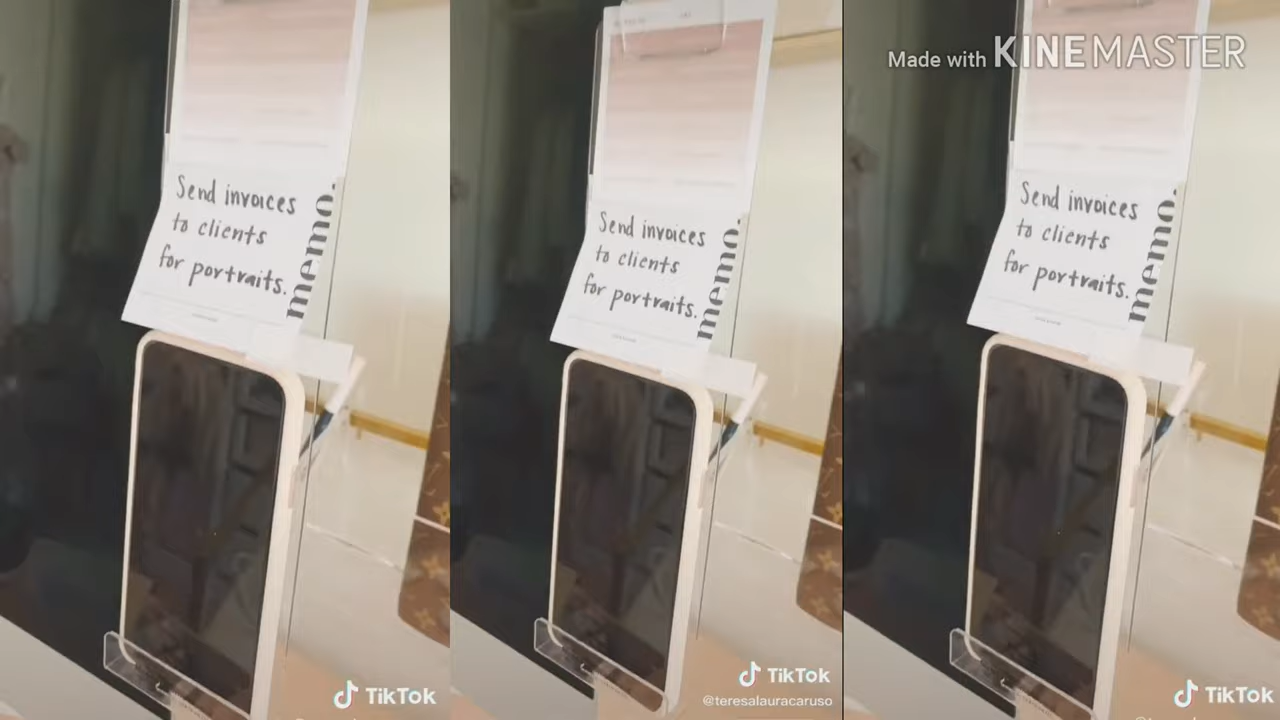 Send invoices
to clients
for portraits.
memo.
TikTok
Send invoices
to clients
for portraits.
memo.
TikTok
@teresalauracaruso
Made with KINEMASTER
Send invoices
to clients
for portraits.
memo.
TikTok